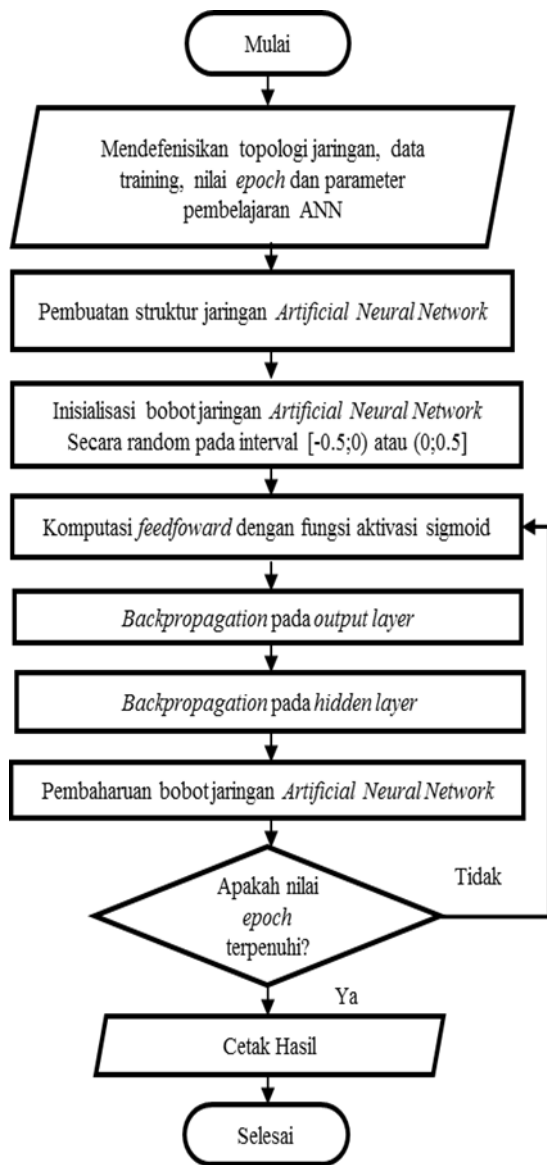 Mulai
Mendefenisikan topologi jaringan, data
training, nilai epoch dan parameter
pembelajaran ANN
Pembuatan struktur jaringan Artificial Neural Network
Inisialisasi bobot jaringan Artificial Neural Network
Secara random pada interval [-0.5;0) atau (0;0.5]
Komputasi feedfoward dengan fungsi aktivasi sigmoid
Backpropagation pada output layer
Backpropagation pada hidden layer
Pembaharuan bobot jaringan Artificial Neural Network
Apakah nilai
epoch
terpenuhi?
Tidak
Ya
Cetak Hasil
Selesai